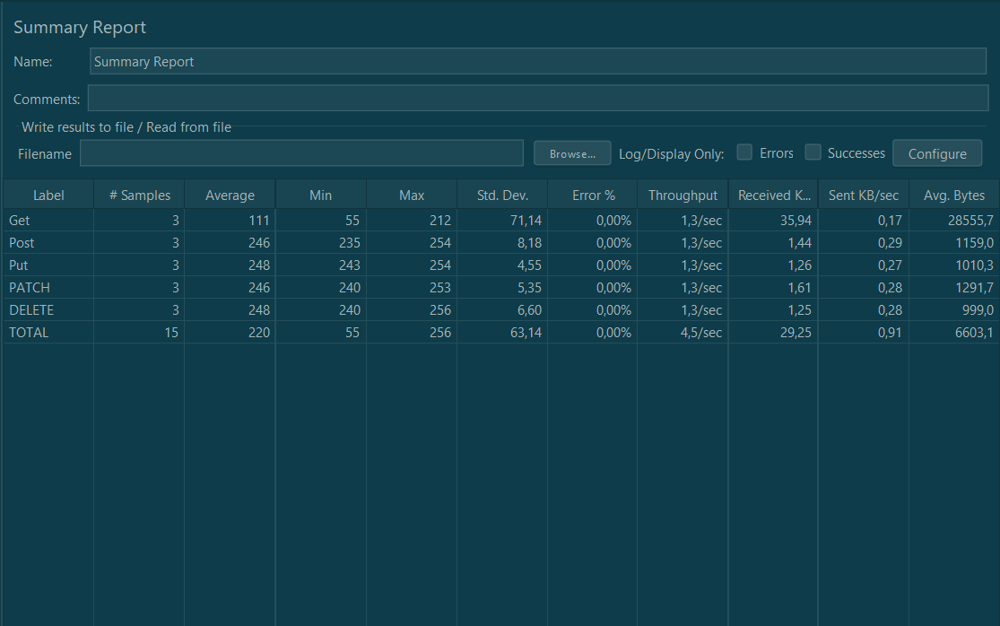 Summary Report
Name: Summary Report
Comments:
Write results to file / Read from file
Filename Browse... Log/Display Only: Errors Successes Configure
Label # Samples Average Min Max Std. Dev. Error % Throughput Received K... Sent KB/sec Avg. Bytes
Get 3 111 55 212 71,14 0,00% 1,3/sec 35,94 0,17 28555,7
Post 3 246 235 254 8,18 0,00% 1,3/sec 1,44 0,29 1159,0
Put 3 248 243 254 4,55 0,00% 1,3/sec 1,26 0,27 1010,3
PATCH 3 246 240 253 5,35 0,00% 1,3/sec 1,61 0,28 1291,7
DELETE 3 248 240 256 6,60 0,00% 1,3/sec 1,25 0,28 999,0
TOTAL 15 220 55 256 63,14 0,00% 4,5/sec 29,25 0,91 6603,1